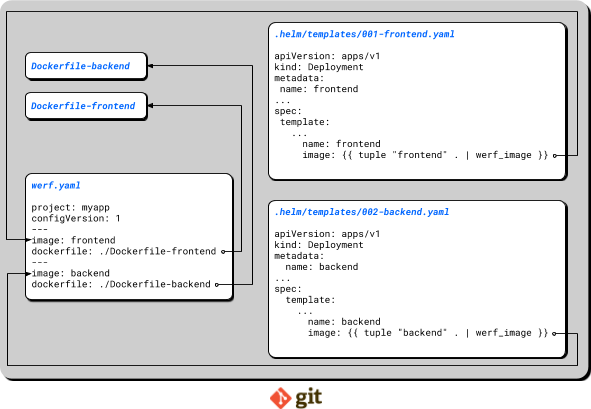 Dockerfile-backend
Dockerfile-frontend
werf.yaml
project: myapp
configVersion: 1
---
image: frontend
dockerfile: ./Dockerfile-frontend
---
image: backend
dockerfile: ./Dockerfile-backend
.helm/templates/001-frontend.yaml
apiVersion: apps/v1
kind: Deployment
metadata:
name: frontend
...
spec:
template:
...
name: frontend
image: {{ tuple "frontend" . | werf_image }}
.helm/templates/002-backend.yaml
apiVersion: apps/v1
kind: Deployment
metadata:
name: backend
...
spec:
template:
...
name: backend
image: {{ tuple "backend" . | werf_image }}
git